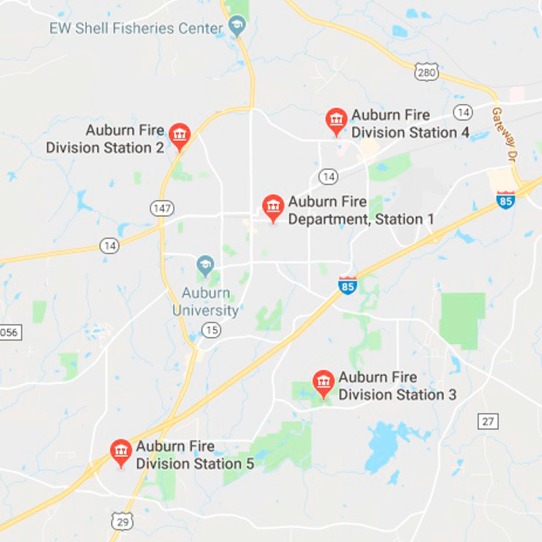 EW Shell Fisheries Center
280
14
Auburn Fire
Division Station 4
Gateway Dr
Auburn Fire
Division Station 2
14
85
147
Auburn Fire
Department, Station 1
14
Auburn
University
85
15
056
Auburn Fire
Division Station 3
27
Auburn Fire
Division Station 5
29